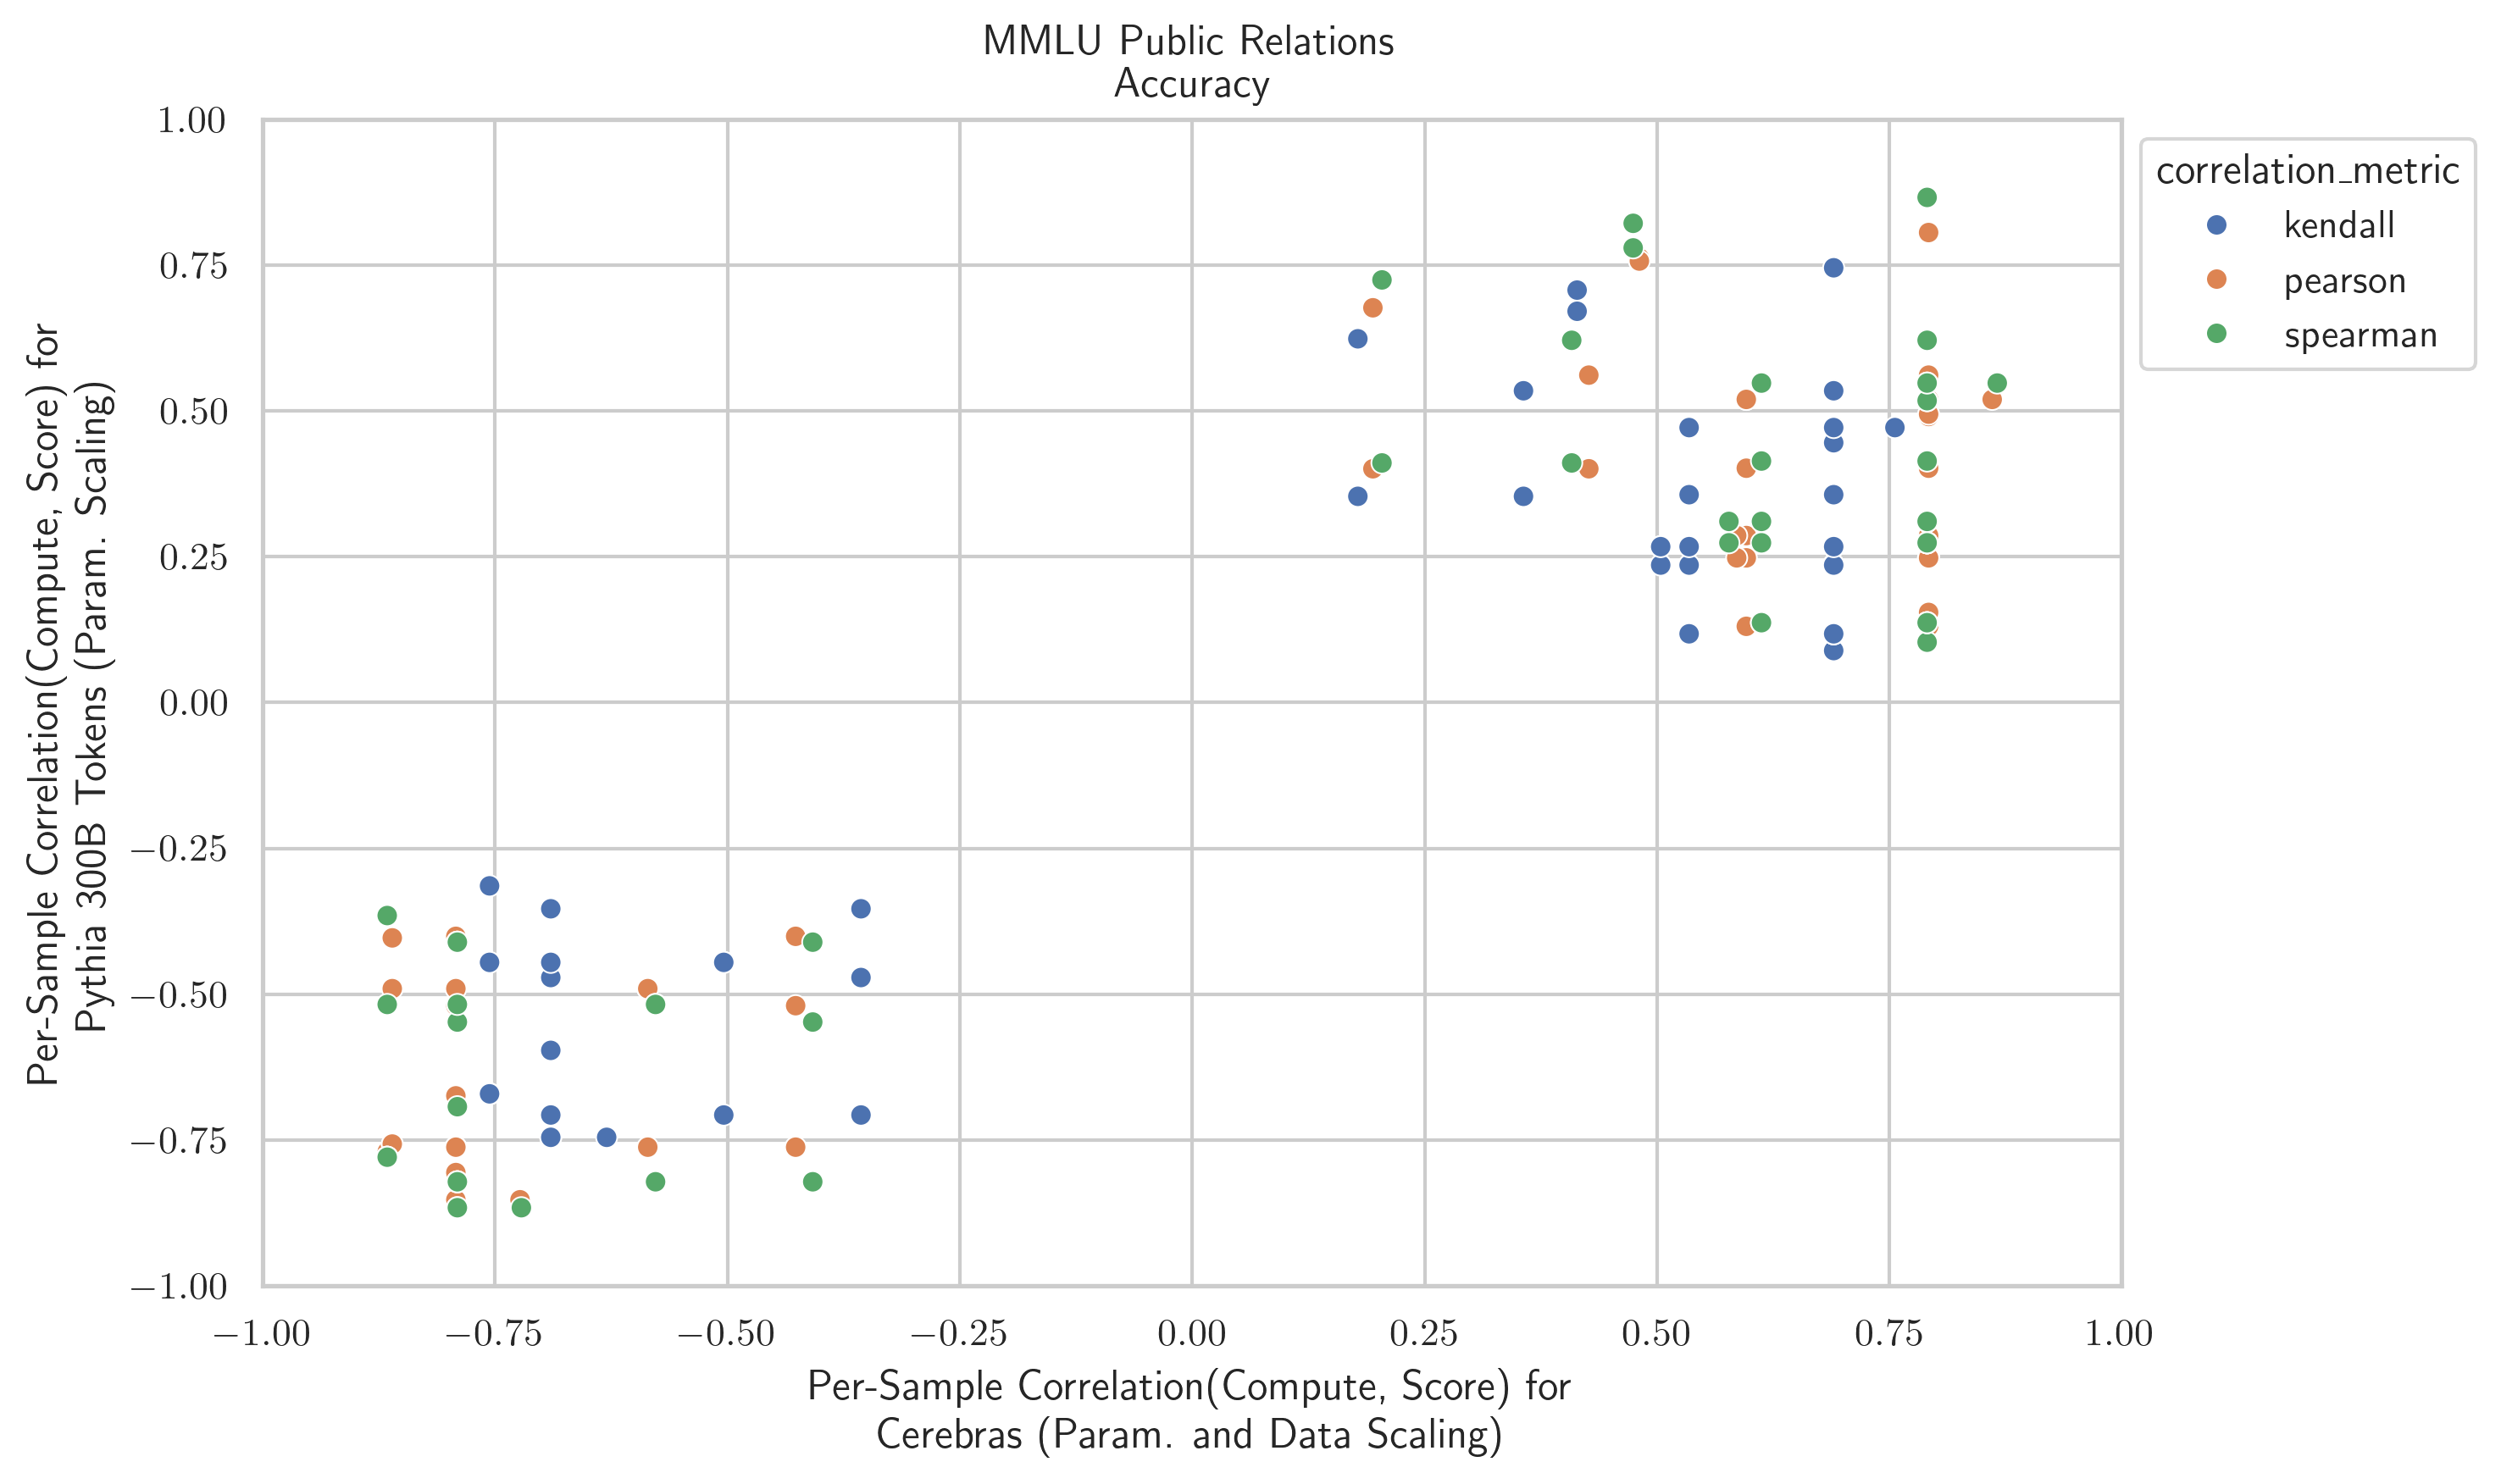 MMLU Public Relations
Accuracy
Per-Sample Correlation(Compute, Score) for
Pythia 300B Tokens (Param. Scaling)
1.00
0.75
0.50
0.25
0.00
−0.25
−0.50
−0.75
−1.00
−1.00
−0.75
−0.50
−0.25
0.00
0.25
0.50
0.75
1.00
Per-Sample Correlation(Compute, Score) for
Cerebras (Param. and Data Scaling)
correlation_metric
kendall
pearson
spearman